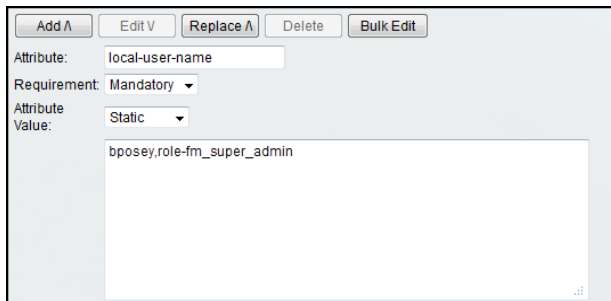 Add /\ Edit \/ Replace /\ Delete Bulk Edit
Attribute: local-user-name
Requirement: Mandatory
Attribute Value: Static
bposey,role-fm_super_admin